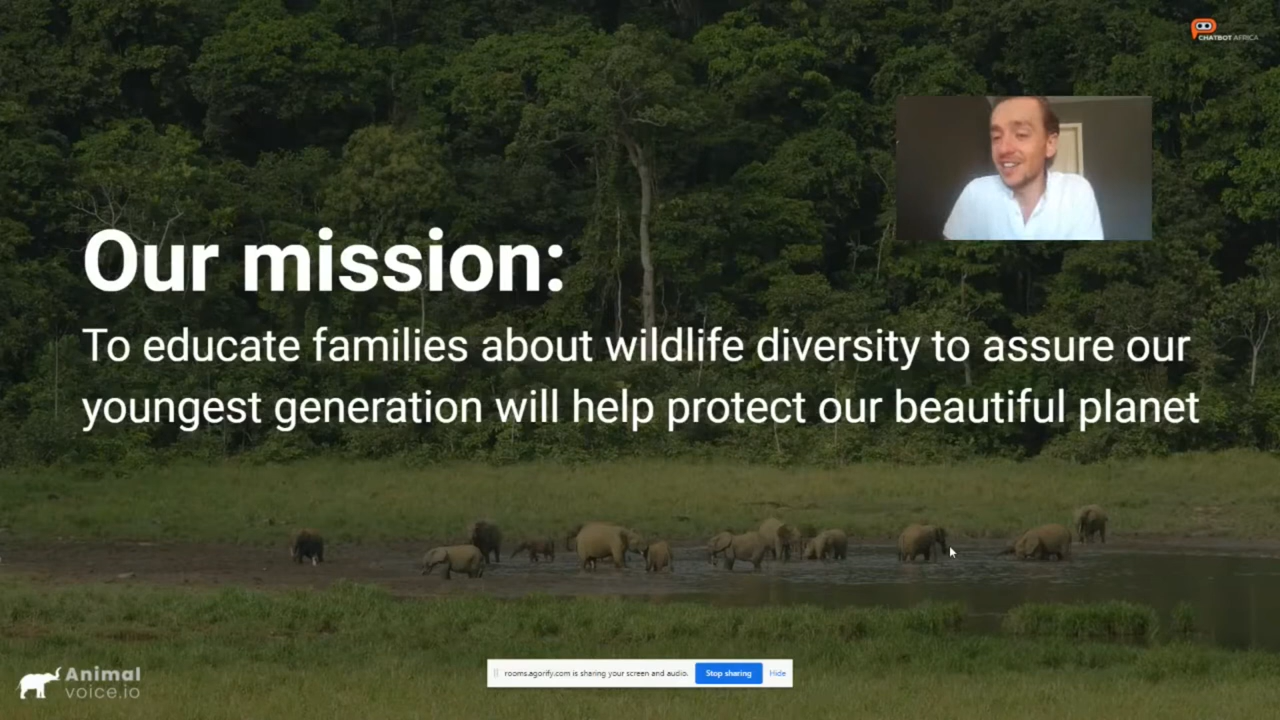 CHATBOT AFRICA
Our mission:
To educate families about wildlife diversity to assure our
youngest generation will help protect our beautiful planet
Animal
voice.io
rooms.agorify.com is sharing your screen and audio.
Stop sharing
Hide